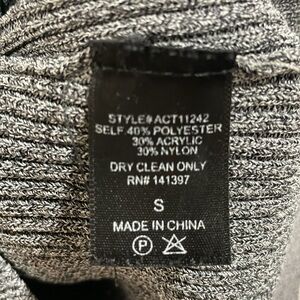 STYLE# ACT11242
SELF 40% POLYESTER
30% ACRYLIC
30% NYLON
DRY CLEAN ONLY
RN# 141397
S
MADE IN CHINA
P